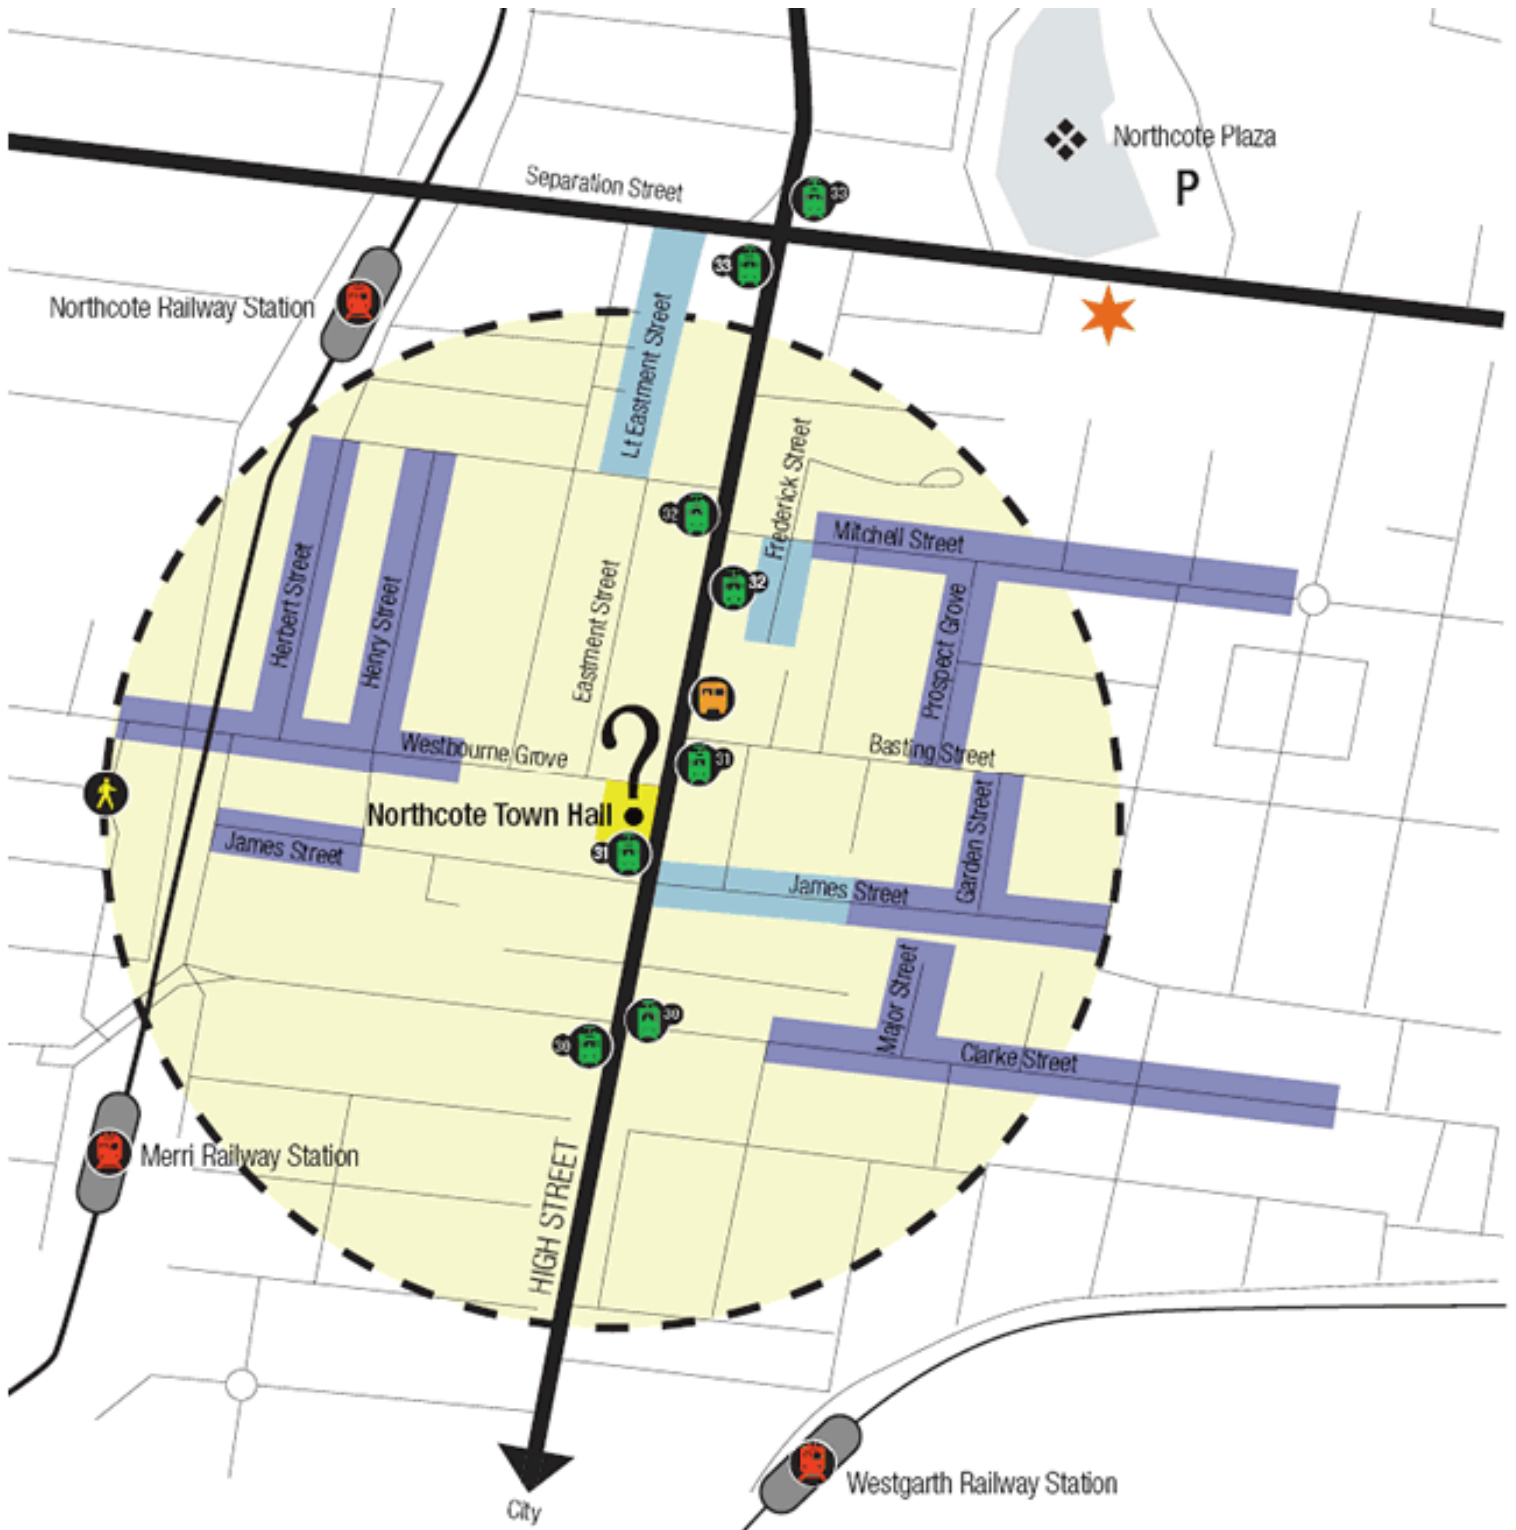 Northcote Plaza
P
Separation Street
33
33
Northcote Railway Station
Lt Eastment Street
Frederick Street
32
Mitchell Street
32
Herbert Street
Henry Street
Eastment Street
Prospect Grove
Westbourne Grove
Basting Street
31
?
Northcote Town Hall
31
James Street
Garden Street
James Street
Major Street
30
30
Clarke Street
Merri Railway Station
HIGH STREET
Westgarth Railway Station
City